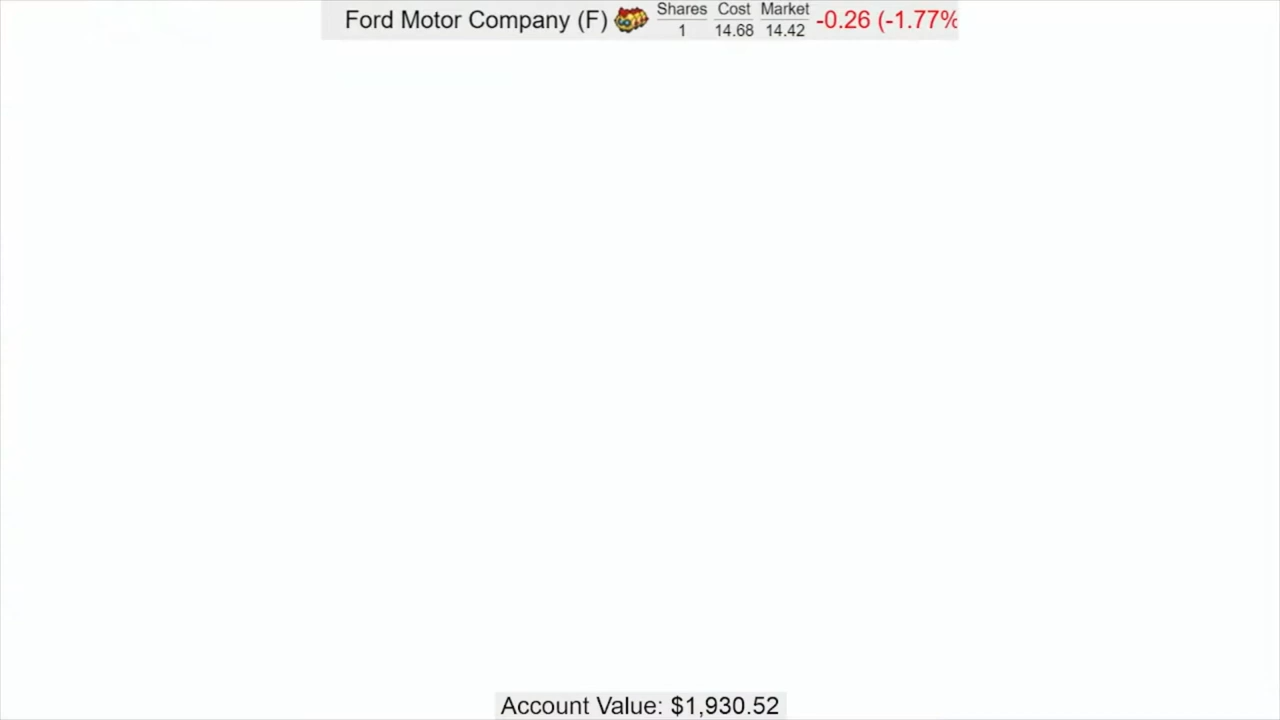 Ford Motor Company (F) Shares Cost Market -0.26 (-1.77%
1 14.68 14.42
Account Value: $1,930.52